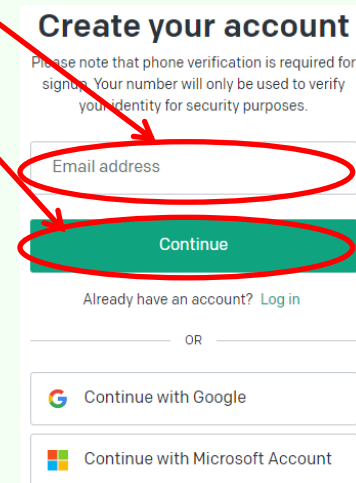 Create your account
Please note that phone verification is required for
signup. Your number will only be used to verify
your identity for security purposes.
Email address
Continue
Already have an account? Log in
OR
Continue with Google
Continue with Microsoft Account